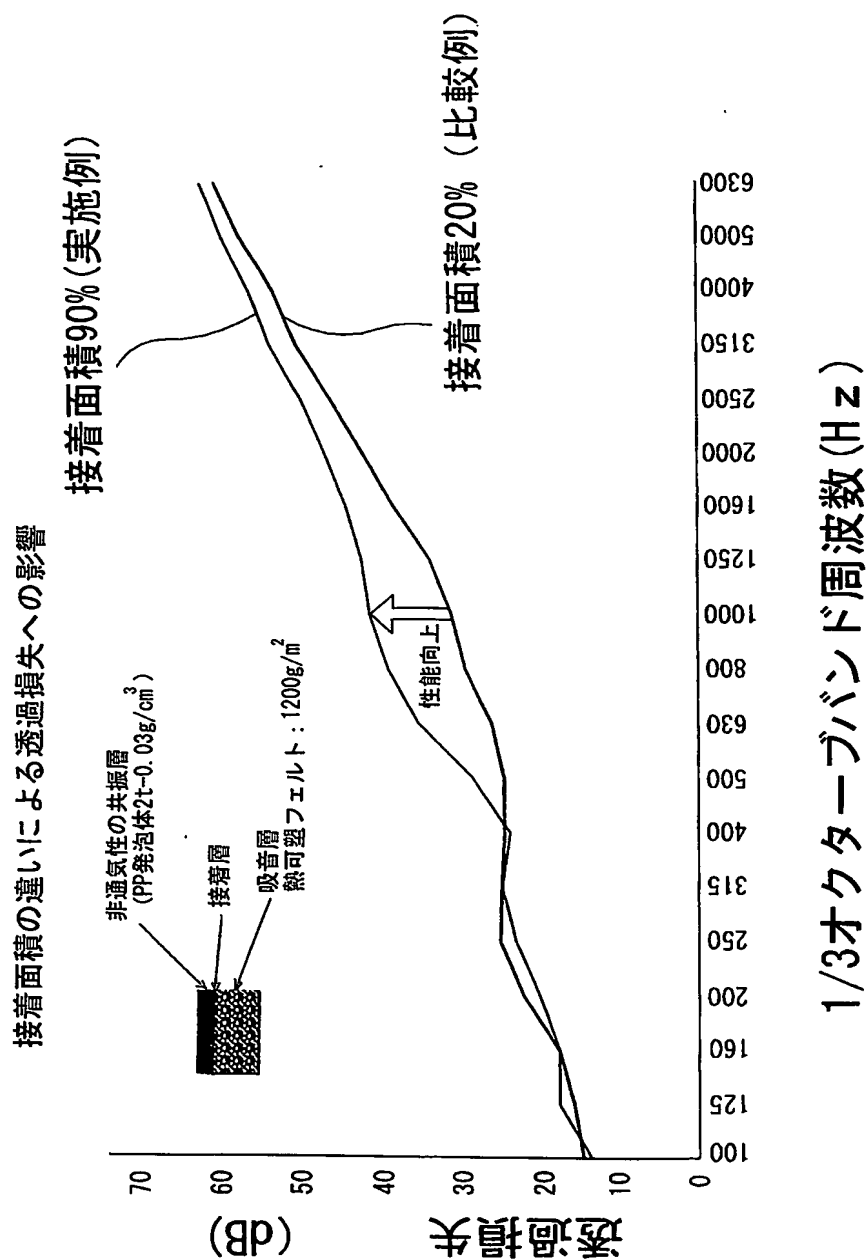 接着面積の違いによる透過損失への影響
非通気性の共振層
(PP発泡体2t-0.03g/cm³)
接着層
吸音層
熱可塑フェルト：1200g/m²
接着面積90%(実施例)
性能向上
接着面積20% (比較例)
透過損失
(dB)
70
60
50
40
30
20
10
0
100
125
160
200
250
315
400
500
630
800
1000
1250
1600
2000
2500
3150
4000
5000
6300
1/3オクターブバンド周波数(Hz)